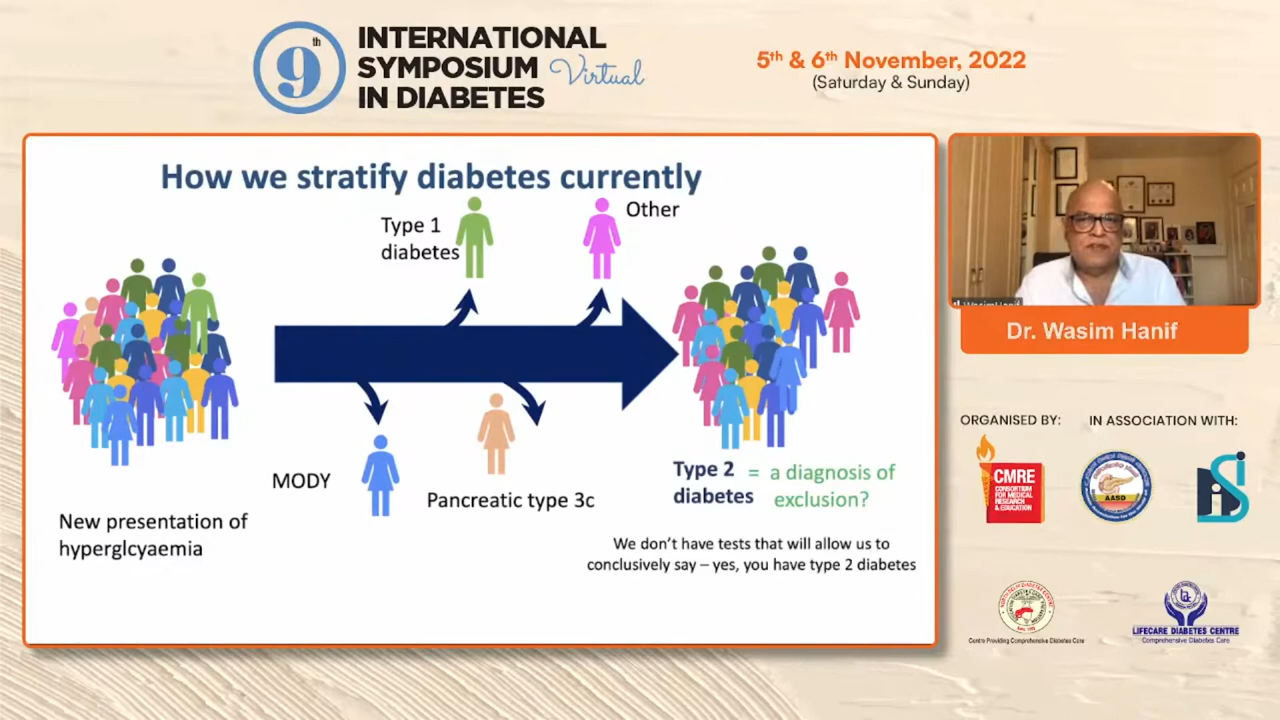 9th
INTERNATIONAL
SYMPOSIUM Virtual
IN DIABETES
5th & 6th November, 2022
(Saturday & Sunday)
How we stratify diabetes currently
Type 1
diabetes
Other
MODY
Pancreatic type 3c
New presentation of
hyperglcyaemia
Type 2
diabetes
= a diagnosis of
exclusion?
We don't have tests that will allow us to
conclusively say – yes, you have type 2 diabetes
Dr. Wasim Hanif
ORGANISED BY:
IN ASSOCIATION WITH:
CMRE
CONSORTIUM
FOR MEDICAL
RESEARCH
& EDUCATION
AASD
Centre Providing Comprehensive Diabetes Care
LIFECARE DIABETES CENTRE
Comprehensive Diabetes Care